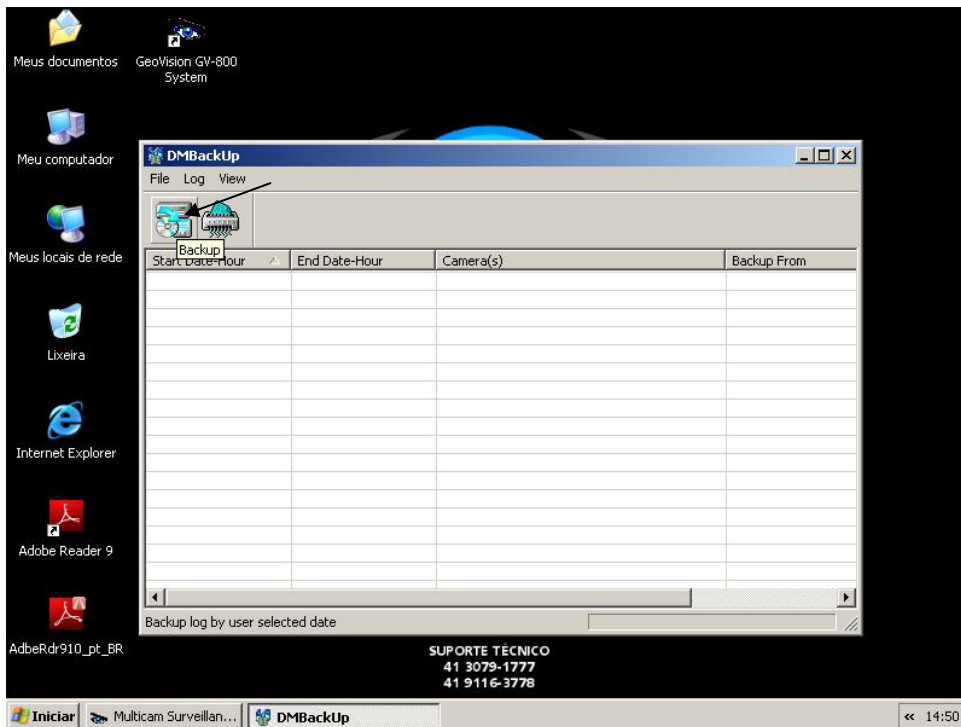 Meus documentos
GeoVision GV-800
System
Meu computador
Meus locais de rede
Lixeira
Internet Explorer
Adobe Reader 9
AdbeRdr910_pt_BR
DMBackUp
File Log View
Backup
Start Date-Hour End Date-Hour Camera(s) Backup From
Backup log by user selected date
SUPORTE TÉCNICO
41 3079-1777
41 9116-3778
Iniciar Multicam Surveillan... DMBackUp « 14:50